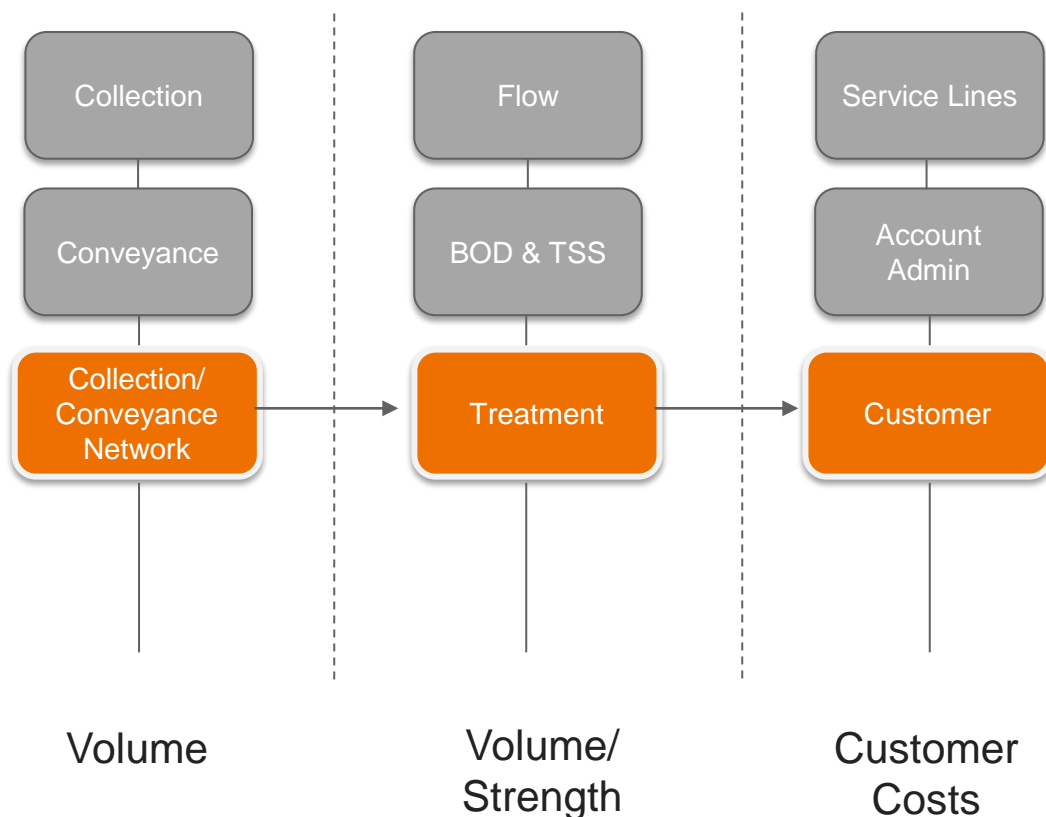 Collection
Flow
Service Lines
Conveyance
BOD & TSS
Account
Admin
Collection/
Conveyance
Network
Treatment
Customer
Volume
Volume/
Strength
Customer
Costs